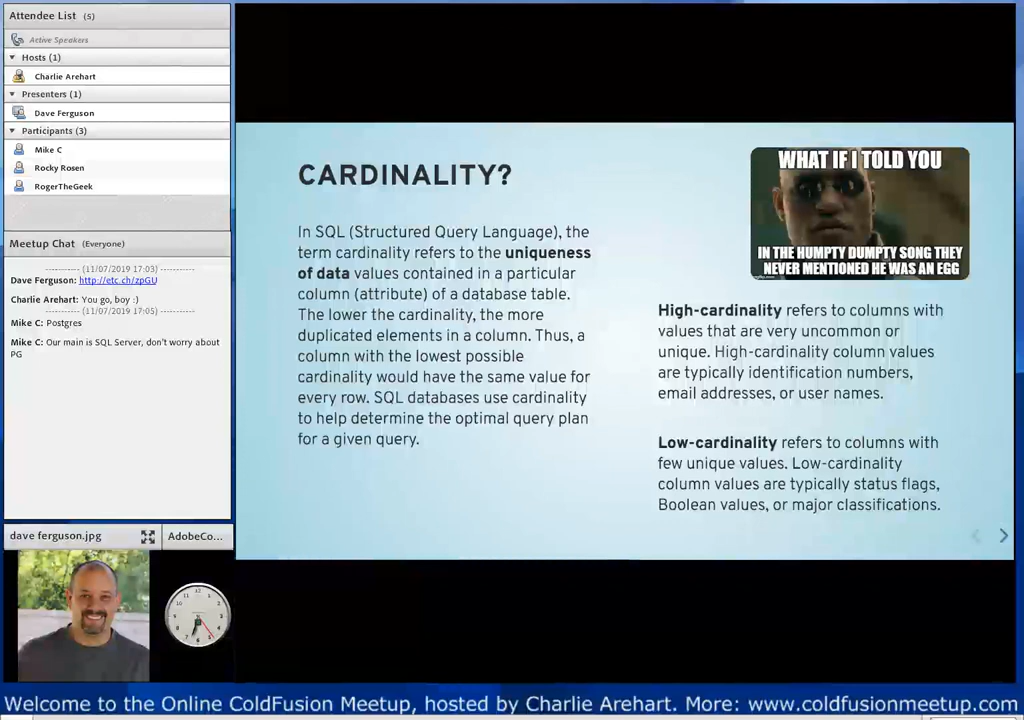 Attendee List (5)
Active Speakers
Hosts (1)
Charlie Arehart
Presenters (1)
Dave Ferguson
Participants (3)
Mike C
Rocky Rosen
RogerTheGeek
Meetup Chat (Everyone)
---------- (11/07/2019 17:03) ----------
Dave Ferguson: http://etc.ch/zpGU
Charlie Arehart: You go, boy :)
---------- (11/07/2019 17:05) ----------
Mike C: Postgres
Mike C: Our main is SQL Server, don't worry about
PG
dave ferguson.jpg
AdobeCo...
CARDINALITY?
In SQL (Structured Query Language), the
term cardinality refers to the uniqueness
of data values contained in a particular
column (attribute) of a database table.
The lower the cardinality, the more
duplicated elements in a column. Thus, a
column with the lowest possible
cardinality would have the same value for
every row. SQL databases use cardinality
to help determine the optimal query plan
for a given query.
WHAT IF I TOLD YOU
IN THE HUMPTY DUMPTY SONG THEY
NEVER MENTIONED HE WAS AN EGG
High-cardinality refers to columns with
values that are very uncommon or
unique. High-cardinality column values
are typically identification numbers,
email addresses, or user names.
Low-cardinality refers to columns with
few unique values. Low-cardinality
column values are typically status flags,
Boolean values, or major classifications.
Welcome to the Online ColdFusion Meetup, hosted by Charlie Arehart. More: www.coldfusionmeetup.com